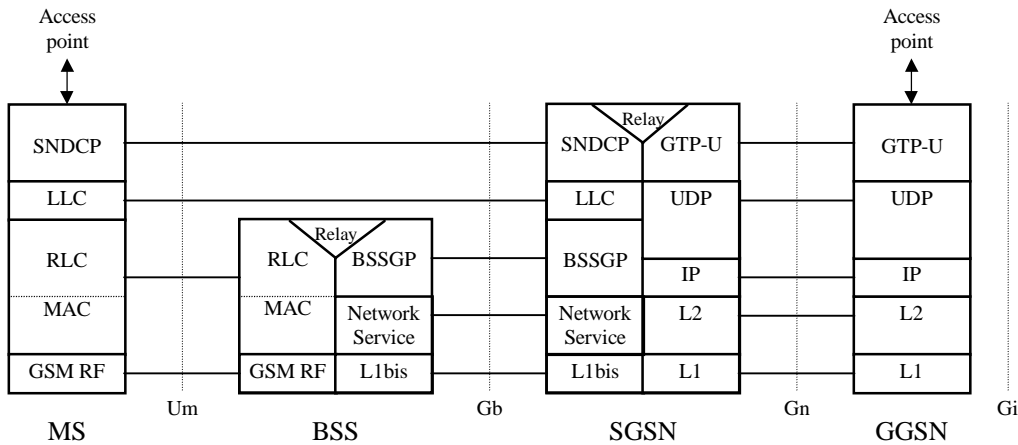 Access
point
Access
point
Relay
SNDCP
SNDCP
GTP-U
GTP-U
LLC
LLC
UDP
UDP
Relay
RLC
RLC
BSSGP
BSSGP
IP
IP
MAC
MAC
Network
Service
Network
Service
L2
L2
GSM RF
GSM RF
L1bis
L1bis
L1
L1
Um
Gb
Gn
Gi
MS
BSS
SGSN
GGSN